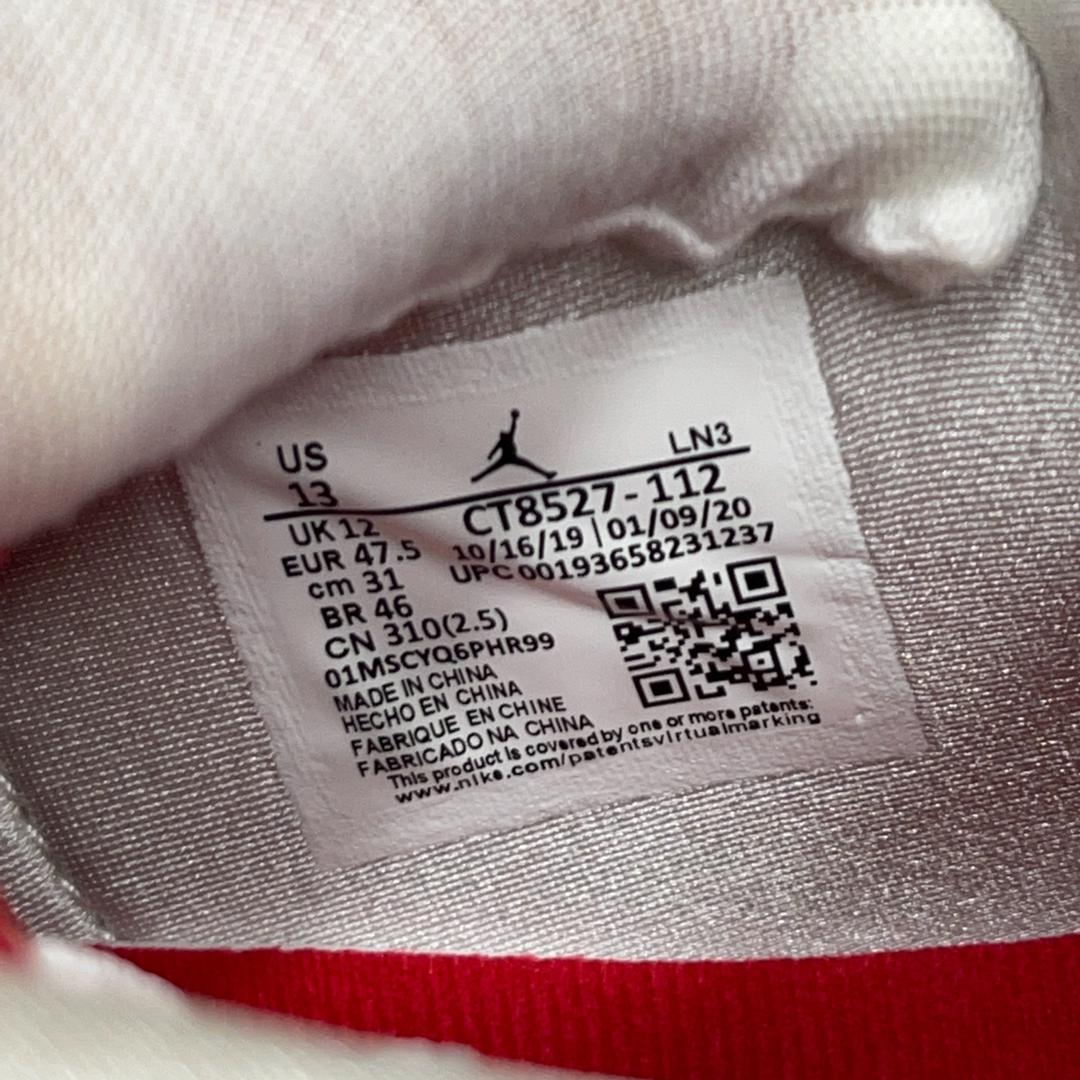 US
13
LN3
UK 12
CT8527-112
EUR 47.5
10/16/19 | 01/09/20
cm 31
UPC 00193658231237
BR 46
CN 310(2.5)
01MSCYQ6PHR99
MADE IN CHINA
HECHO EN CHINA
FABRIQUE EN CHINE
FABRICADO NA CHINA
This product is covered by one or more patents:
www.nike.com/patentsvirtualmarking